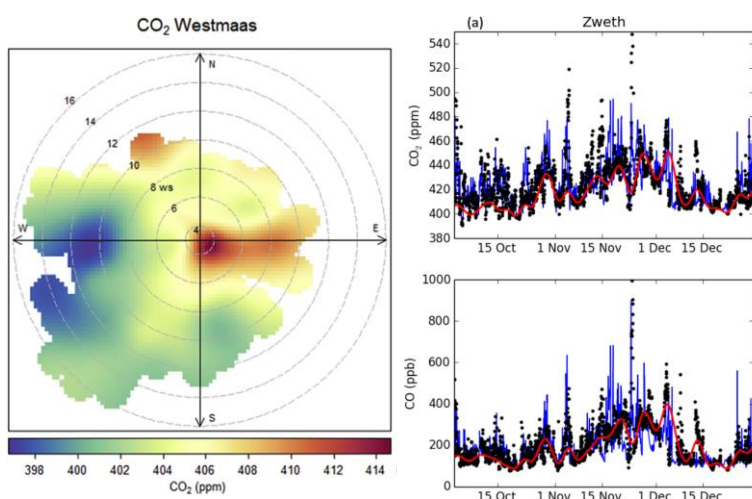 CO₂ Westmaas
N
16
14
12
10
8 ws
6
4
W
E
S
398 400 402 404 406 408 410 412 414
CO₂ (ppm)
(a) Zweth
CO₂ (ppm)
540
520
500
480
460
440
420
400
380
15 Oct 1 Nov 15 Nov 1 Dec 15 Dec
CO (ppb)
1000
800
600
400
200
0
15 Oct 1 Nov 15 Nov 1 Dec 15 Dec